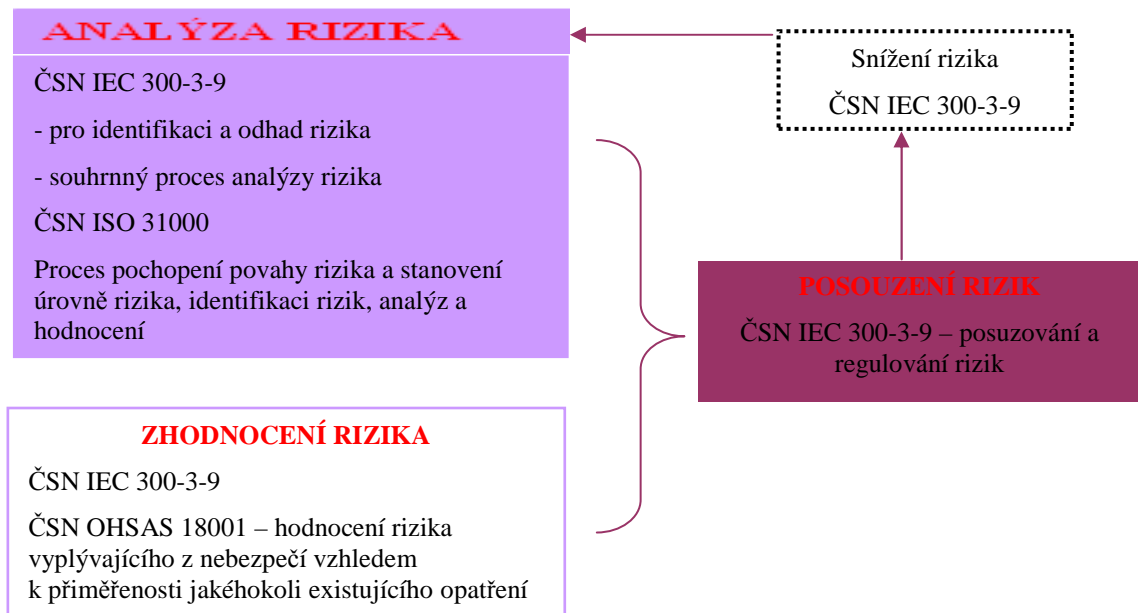 ANALÝZA RIZIKA
ČSN IEC 300-3-9
- pro identifikaci a odhad rizika
- souhrnný proces analýzy rizika
ČSN ISO 31000
Proces pochopení povahy rizika a stanovení
úrovně rizika, identifikaci rizik, analýz a
hodnocení
Snížení rizika
ČSN IEC 300-3-9
POSOUZENÍ RIZIK
ČSN IEC 300-3-9 – posuzování a
regulování rizik
ZHODNOCENÍ RIZIKA
ČSN IEC 300-3-9
ČSN OHSAS 18001 – hodnocení rizika
vyplývajícího z nebezpečí vzhledem
k přiměřenosti jakéhokoli existujícího opatření